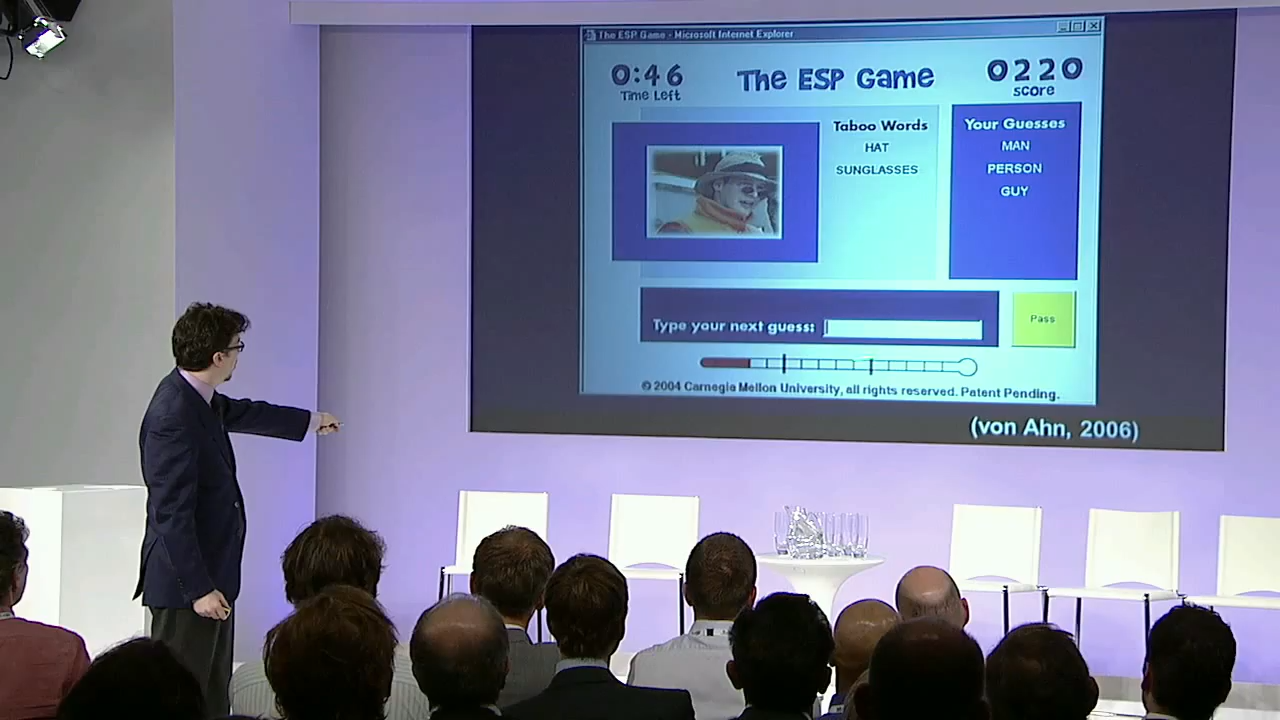 The ESP Game - Microsoft Internet Explorer
0:46
Time Left
The ESP Game
0220
score
Taboo Words
HAT
SUNGLASSES
Your Guesses
MAN
PERSON
GUY
Type your next guess:
Pass
© 2004 Carnegie Mellon University, all rights reserved. Patent Pending.
(von Ahn, 2006)